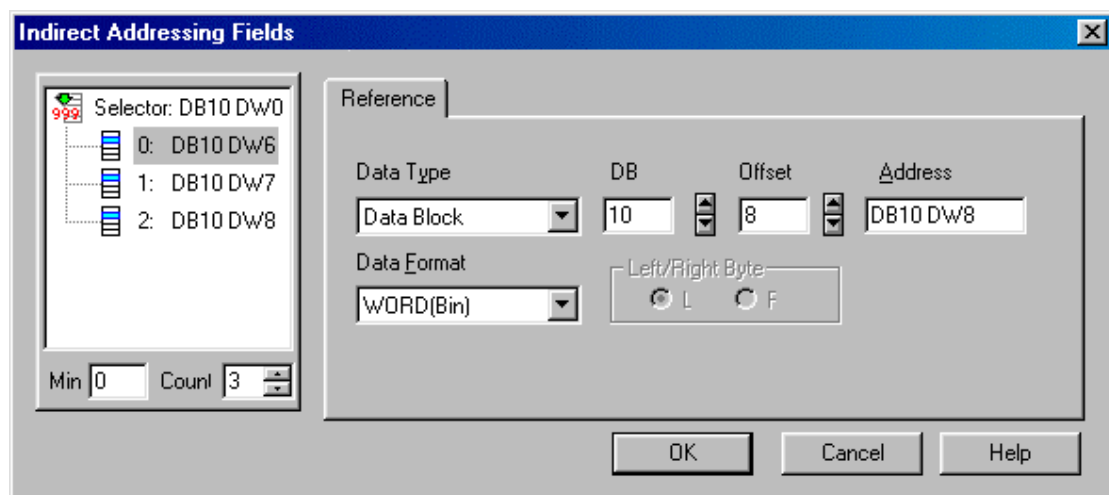 Indirect Addressing Fields
999 Selector: DB10 DW0
0: DB10 DW6
1: DB10 DW7
2: DB10 DW8
Min 0 Count 3
Reference
Data Type DB Offset Address
Data Block 10 8 DB10 DW8
Data Format Left/Right Byte
WORD(Bin) L F
OK Cancel Help